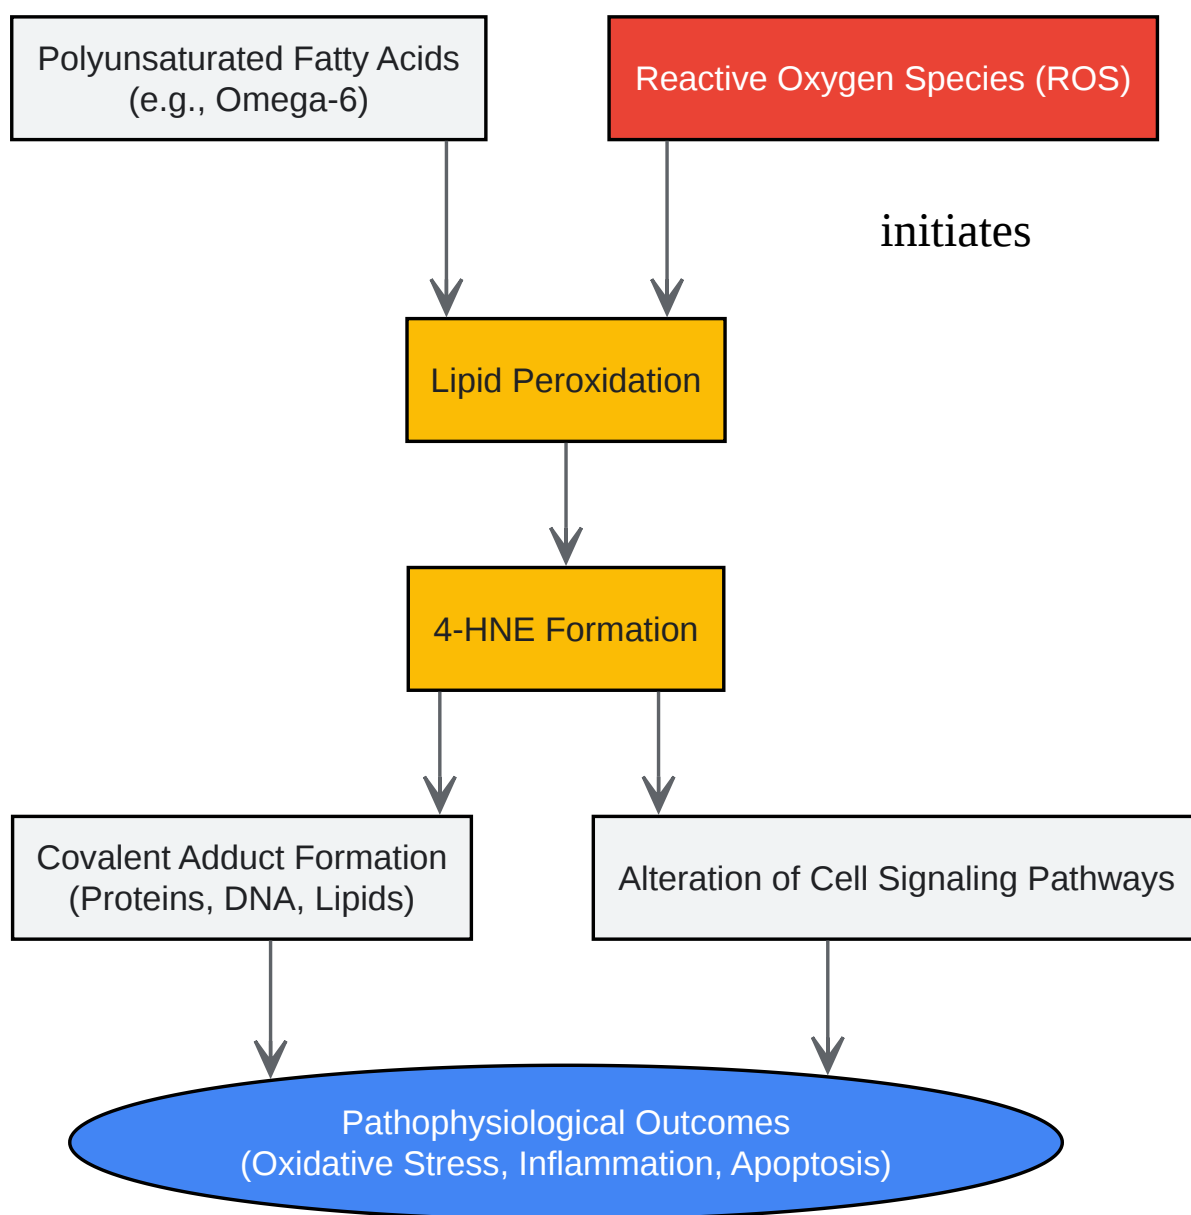 Polyunsaturated Fatty Acids
(e.g., Omega-6)
Reactive Oxygen Species (ROS)
initiates
Lipid Peroxidation
4-HNE Formation
Covalent Adduct Formation
(Proteins, DNA, Lipids)
Alteration of Cell Signaling Pathways
Pathophysiological Outcomes
(Oxidative Stress, Inflammation, Apoptosis)